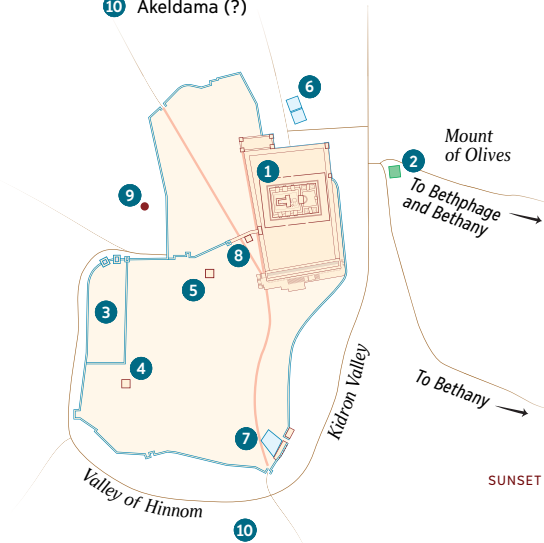 10 Akeldama (?)
6
Mount
of Olives
2
1
To Bethphage
and Bethany
9
8
5
3
4
Kidron Valley
To Bethany
7
Valley of Hinnom
SUNSET
10